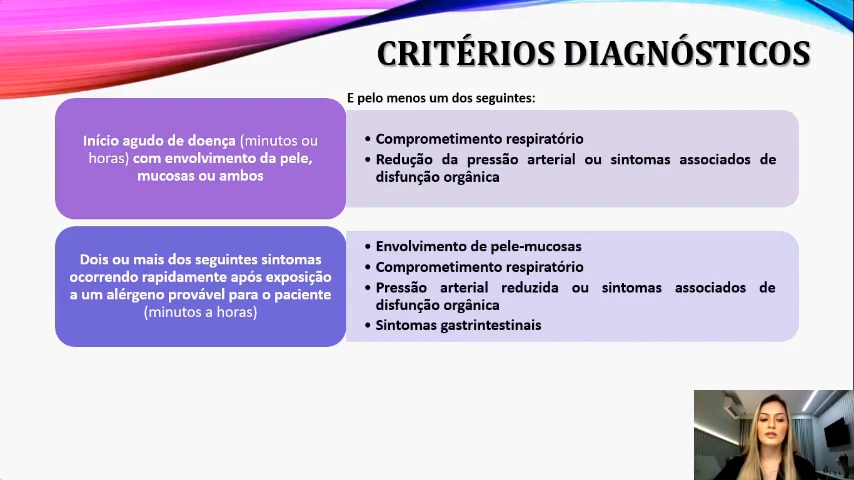 CRITÉRIOS DIAGNÓSTICOS
E pelo menos um dos seguintes:
Início agudo de doença (minutos ou
horas) com envolvimento da pele,
mucosas ou ambos
• Comprometimento respiratório
• Redução da pressão arterial ou sintomas associados de
disfunção orgânica
Dois ou mais dos seguintes sintomas
ocorrendo rapidamente após exposição
a um alérgeno provável para o paciente
(minutos a horas)
• Envolvimento de pele-mucosas
• Comprometimento respiratório
• Pressão arterial reduzida ou sintomas associados de
disfunção orgânica
• Sintomas gastrintestinais